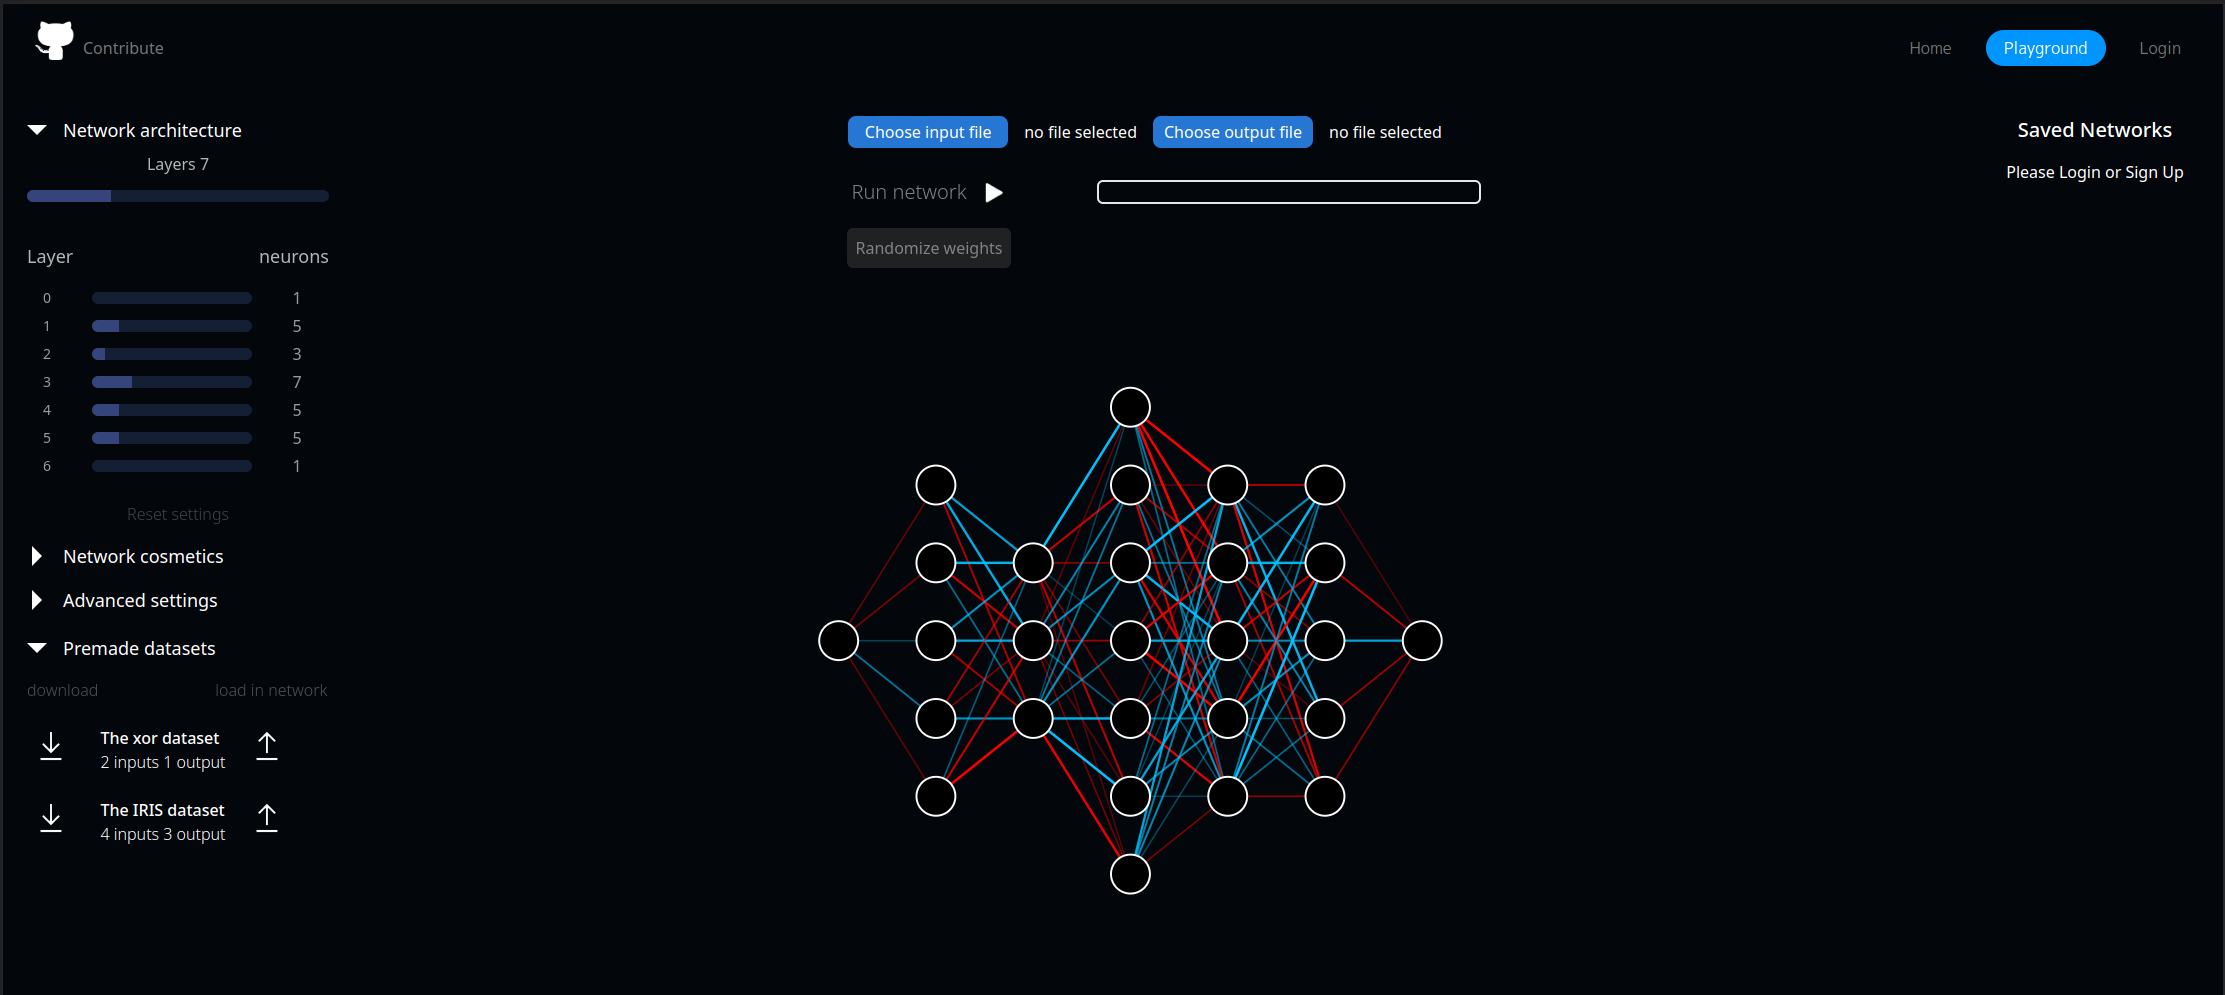 Contribute
Home Playground Login
Network architecture
Layers 7
Layer neurons
0 1
1 5
2 3
3 7
4 5
5 5
6 1
Reset settings
Network cosmetics
Advanced settings
Premade datasets
download load in network
The xor dataset
2 inputs 1 output
The IRIS dataset
4 inputs 3 output
Choose input file no file selected Choose output file no file selected
Run network
Randomize weights
Saved Networks
Please Login or Sign Up